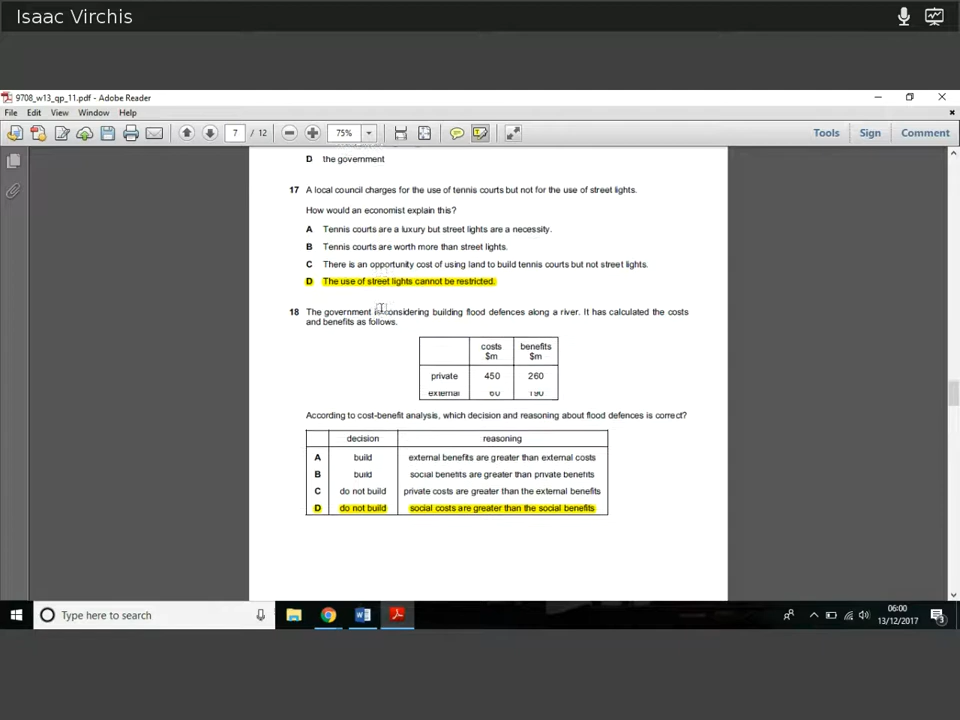 Isaac Virchis
9708_w13_qp_11.pdf - Adobe Reader
File Edit View Window Help
7 / 12 75% Tools Sign Comment
D the government
17 A local council charges for the use of tennis courts but not for the use of street lights.
How would an economist explain this?
A Tennis courts are a luxury but street lights are a necessity.
B Tennis courts are worth more than street lights.
C There is an opportunity cost of using land to build tennis courts but not street lights.
D The use of street lights cannot be restricted.
18 The government is considering building flood defences along a river. It has calculated the costs
and benefits as follows.
costs benefits
$m $m
private 450 260
external 60 190
According to cost-benefit analysis, which decision and reasoning about flood defences is correct?
decision reasoning
A build external benefits are greater than external costs
B build social benefits are greater than private benefits
C do not build private costs are greater than the external benefits
D do not build social costs are greater than the social benefits
Type here to search
06:00
13/12/2017
3